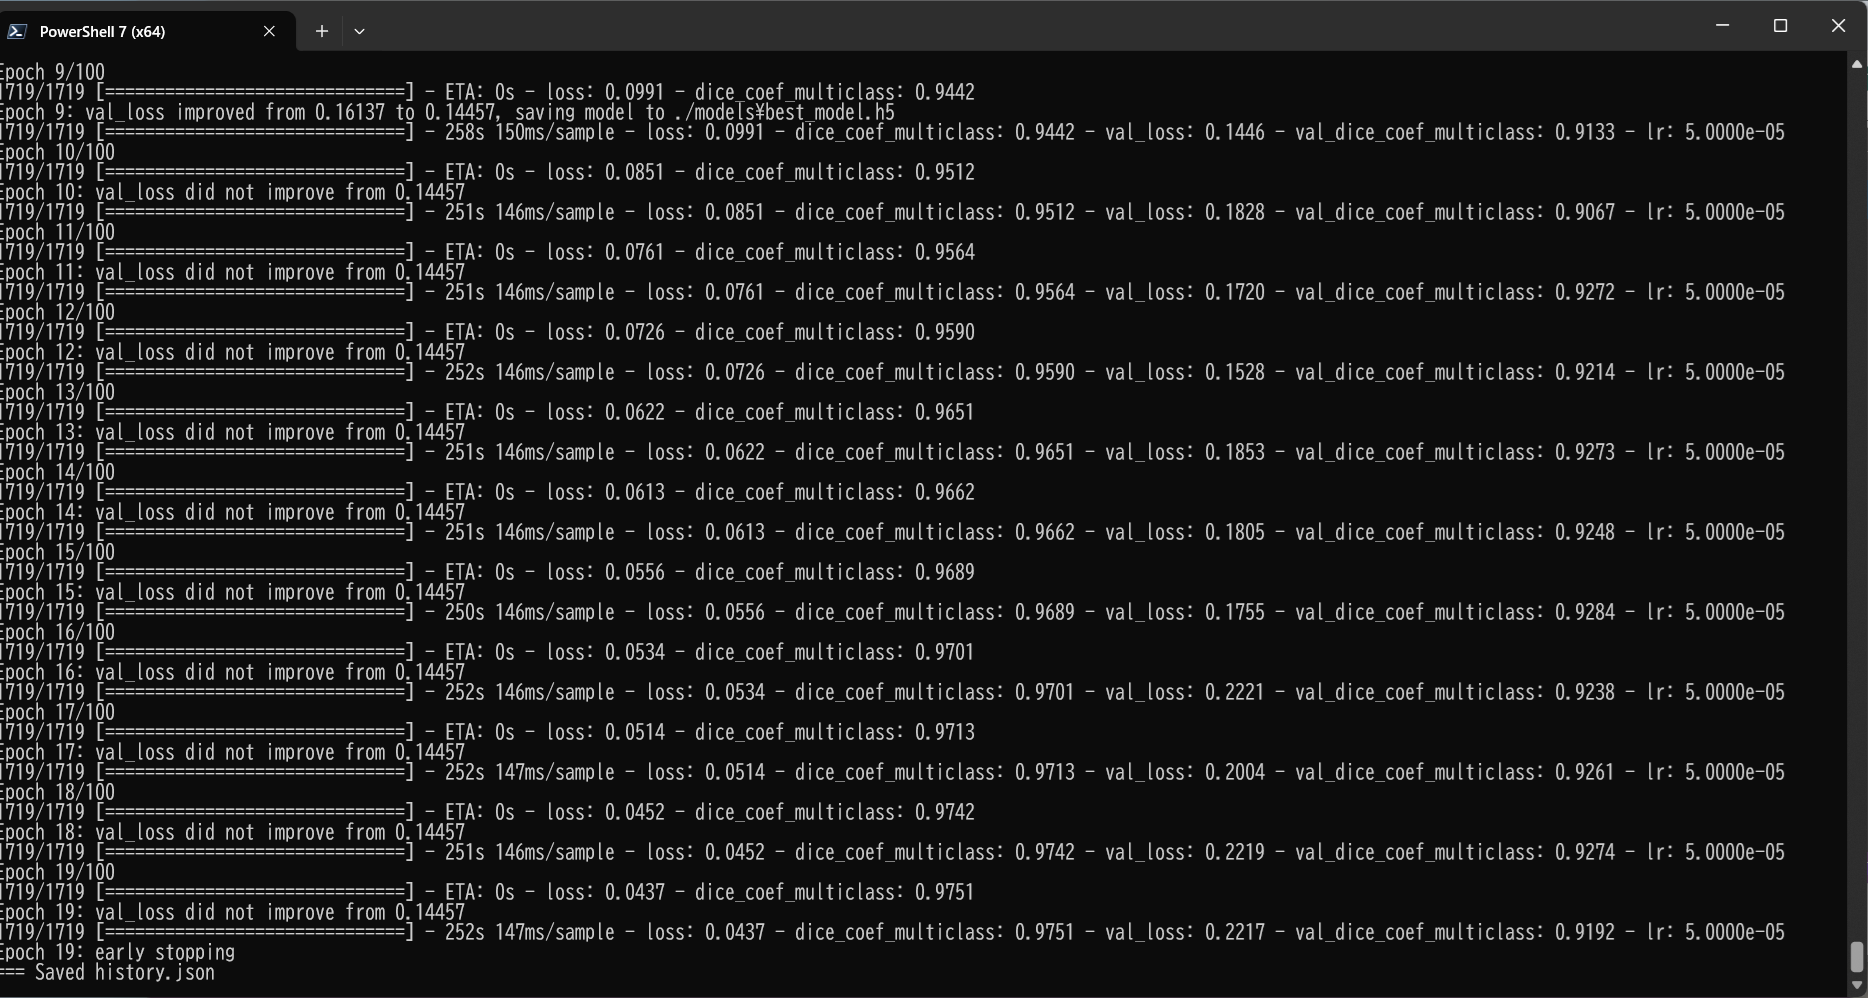 PowerShell 7 (x64)
Epoch 9/100
1719/1719 [==============================] - ETA: 0s - loss: 0.0991 - dice_coef_multiclass: 0.9442
Epoch 9: val_loss improved from 0.16137 to 0.14457, saving model to ./models¥best_model.h5
1719/1719 [==============================] - 258s 150ms/sample - loss: 0.0991 - dice_coef_multiclass: 0.9442 - val_loss: 0.1446 - val_dice_coef_multiclass: 0.9133 - lr: 5.0000e-05
Epoch 10/100
1719/1719 [==============================] - ETA: 0s - loss: 0.0851 - dice_coef_multiclass: 0.9512
Epoch 10: val_loss did not improve from 0.14457
1719/1719 [==============================] - 251s 146ms/sample - loss: 0.0851 - dice_coef_multiclass: 0.9512 - val_loss: 0.1828 - val_dice_coef_multiclass: 0.9067 - lr: 5.0000e-05
Epoch 11/100
1719/1719 [==============================] - ETA: 0s - loss: 0.0761 - dice_coef_multiclass: 0.9564
Epoch 11: val_loss did not improve from 0.14457
1719/1719 [==============================] - 251s 146ms/sample - loss: 0.0761 - dice_coef_multiclass: 0.9564 - val_loss: 0.1720 - val_dice_coef_multiclass: 0.9272 - lr: 5.0000e-05
Epoch 12/100
1719/1719 [==============================] - ETA: 0s - loss: 0.0726 - dice_coef_multiclass: 0.9590
Epoch 12: val_loss did not improve from 0.14457
1719/1719 [==============================] - 252s 146ms/sample - loss: 0.0726 - dice_coef_multiclass: 0.9590 - val_loss: 0.1528 - val_dice_coef_multiclass: 0.9214 - lr: 5.0000e-05
Epoch 13/100
1719/1719 [==============================] - ETA: 0s - loss: 0.0622 - dice_coef_multiclass: 0.9651
Epoch 13: val_loss did not improve from 0.14457
1719/1719 [==============================] - 251s 146ms/sample - loss: 0.0622 - dice_coef_multiclass: 0.9651 - val_loss: 0.1853 - val_dice_coef_multiclass: 0.9273 - lr: 5.0000e-05
Epoch 14/100
1719/1719 [==============================] - ETA: 0s - loss: 0.0613 - dice_coef_multiclass: 0.9662
Epoch 14: val_loss did not improve from 0.14457
1719/1719 [==============================] - 251s 146ms/sample - loss: 0.0613 - dice_coef_multiclass: 0.9662 - val_loss: 0.1805 - val_dice_coef_multiclass: 0.9248 - lr: 5.0000e-05
Epoch 15/100
1719/1719 [==============================] - ETA: 0s - loss: 0.0556 - dice_coef_multiclass: 0.9689
Epoch 15: val_loss did not improve from 0.14457
1719/1719 [==============================] - 250s 146ms/sample - loss: 0.0556 - dice_coef_multiclass: 0.9689 - val_loss: 0.1755 - val_dice_coef_multiclass: 0.9284 - lr: 5.0000e-05
Epoch 16/100
1719/1719 [==============================] - ETA: 0s - loss: 0.0534 - dice_coef_multiclass: 0.9701
Epoch 16: val_loss did not improve from 0.14457
1719/1719 [==============================] - 252s 146ms/sample - loss: 0.0534 - dice_coef_multiclass: 0.9701 - val_loss: 0.2221 - val_dice_coef_multiclass: 0.9238 - lr: 5.0000e-05
Epoch 17/100
1719/1719 [==============================] - ETA: 0s - loss: 0.0514 - dice_coef_multiclass: 0.9713
Epoch 17: val_loss did not improve from 0.14457
1719/1719 [==============================] - 252s 147ms/sample - loss: 0.0514 - dice_coef_multiclass: 0.9713 - val_loss: 0.2004 - val_dice_coef_multiclass: 0.9261 - lr: 5.0000e-05
Epoch 18/100
1719/1719 [==============================] - ETA: 0s - loss: 0.0452 - dice_coef_multiclass: 0.9742
Epoch 18: val_loss did not improve from 0.14457
1719/1719 [==============================] - 251s 146ms/sample - loss: 0.0452 - dice_coef_multiclass: 0.9742 - val_loss: 0.2219 - val_dice_coef_multiclass: 0.9274 - lr: 5.0000e-05
Epoch 19/100
1719/1719 [==============================] - ETA: 0s - loss: 0.0437 - dice_coef_multiclass: 0.9751
Epoch 19: val_loss did not improve from 0.14457
1719/1719 [==============================] - 252s 147ms/sample - loss: 0.0437 - dice_coef_multiclass: 0.9751 - val_loss: 0.2217 - val_dice_coef_multiclass: 0.9192 - lr: 5.0000e-05
Epoch 19: early stopping
=== Saved history.json